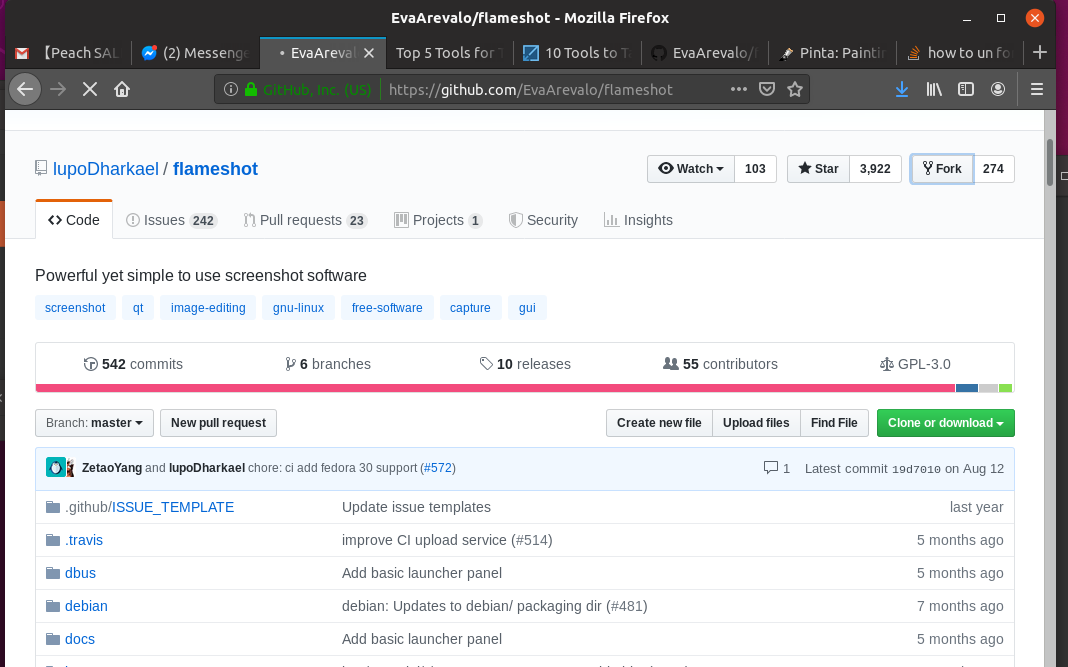 EvaArevalo/flameshot - Mozilla Firefox
【Peach SAL (2) Messenge • EvaAreval Top 5 Tools for T 10 Tools to Ta EvaArevalo/f Pinta: Paintin how to un fo
GitHub, Inc. (US) https://github.com/EvaArevalo/flameshot
lupoDharkael / flameshot Watch 103 Star 3,922 Fork 274
Code Issues 242 Pull requests 23 Projects 1 Security Insights
Powerful yet simple to use screenshot software
screenshot qt image-editing gnu-linux free-software capture gui
542 commits 6 branches 10 releases 55 contributors GPL-3.0
Branch: master New pull request Create new file Upload files Find File Clone or download
ZetaoYang and lupoDharkael chore: ci add fedora 30 support (#572) 1 Latest commit 19d7010 on Aug 12
.github/ISSUE_TEMPLATE Update issue templates last year
.travis improve CI upload service (#514) 5 months ago
dbus Add basic launcher panel 5 months ago
debian debian: Updates to debian/ packaging dir (#481) 7 months ago
docs Add basic launcher panel 5 months ago